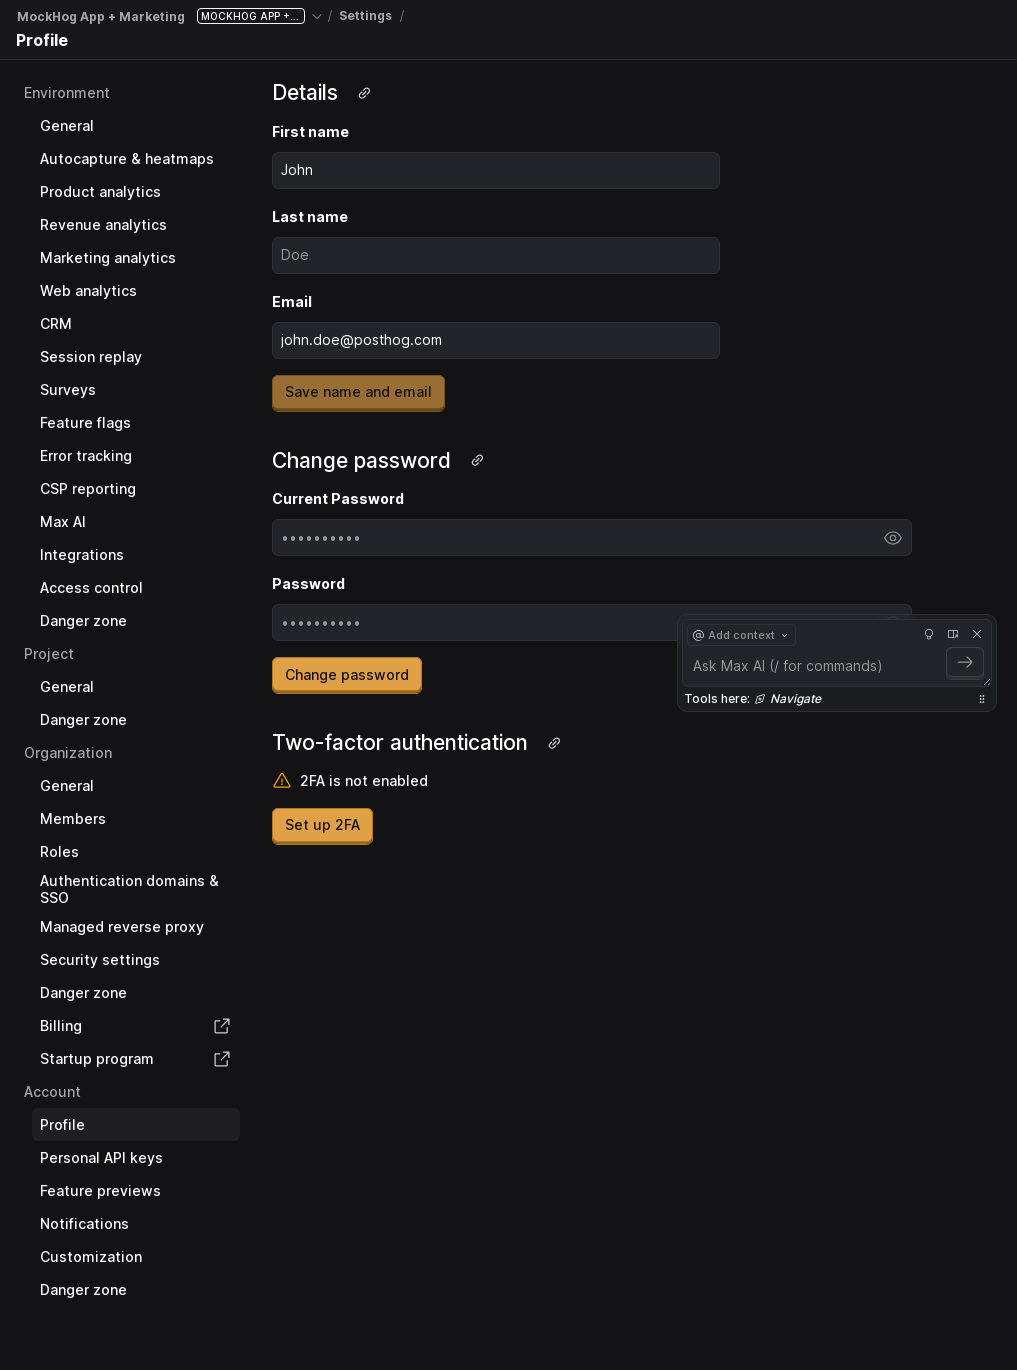 MockHog App + Marketing MOCKHOG APP +... / Settings /
Profile
Environment
General
Autocapture & heatmaps
Product analytics
Revenue analytics
Marketing analytics
Web analytics
CRM
Session replay
Surveys
Feature flags
Error tracking
CSP reporting
Max AI
Integrations
Access control
Danger zone
Project
General
Danger zone
Organization
General
Members
Roles
Authentication domains &
SSO
Managed reverse proxy
Security settings
Danger zone
Billing
Startup program
Account
Profile
Personal API keys
Feature previews
Notifications
Customization
Danger zone
Details
First name
John
Last name
Doe
Email
john.doe@posthog.com
Save name and email
Change password
Current Password
••••••••••
Password
••••••••••
Change password
Two-factor authentication
2FA is not enabled
Set up 2FA
@ Add context
Ask Max AI (/ for commands)
Tools here: Navigate